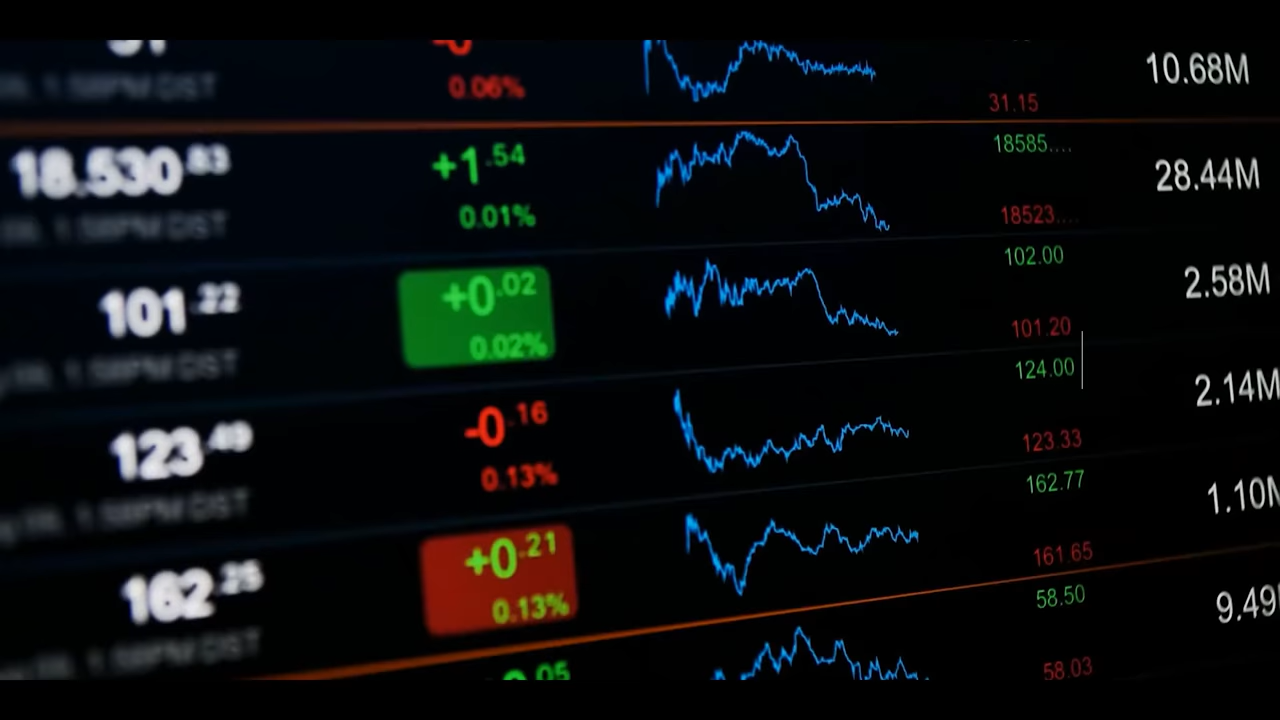 10.68M
0.06%
31.15
18.530.83 +1.54 18585.... 28.44M
0.01% 18523....
101.22 +0.02 102.00 2.58M
0.02% 101.20
123.49 -0.16 124.00 2.14M
0.13% 123.33
162.25 +0.21 162.77 1.10M
0.13% 161.65
58.50 9.49
58.03